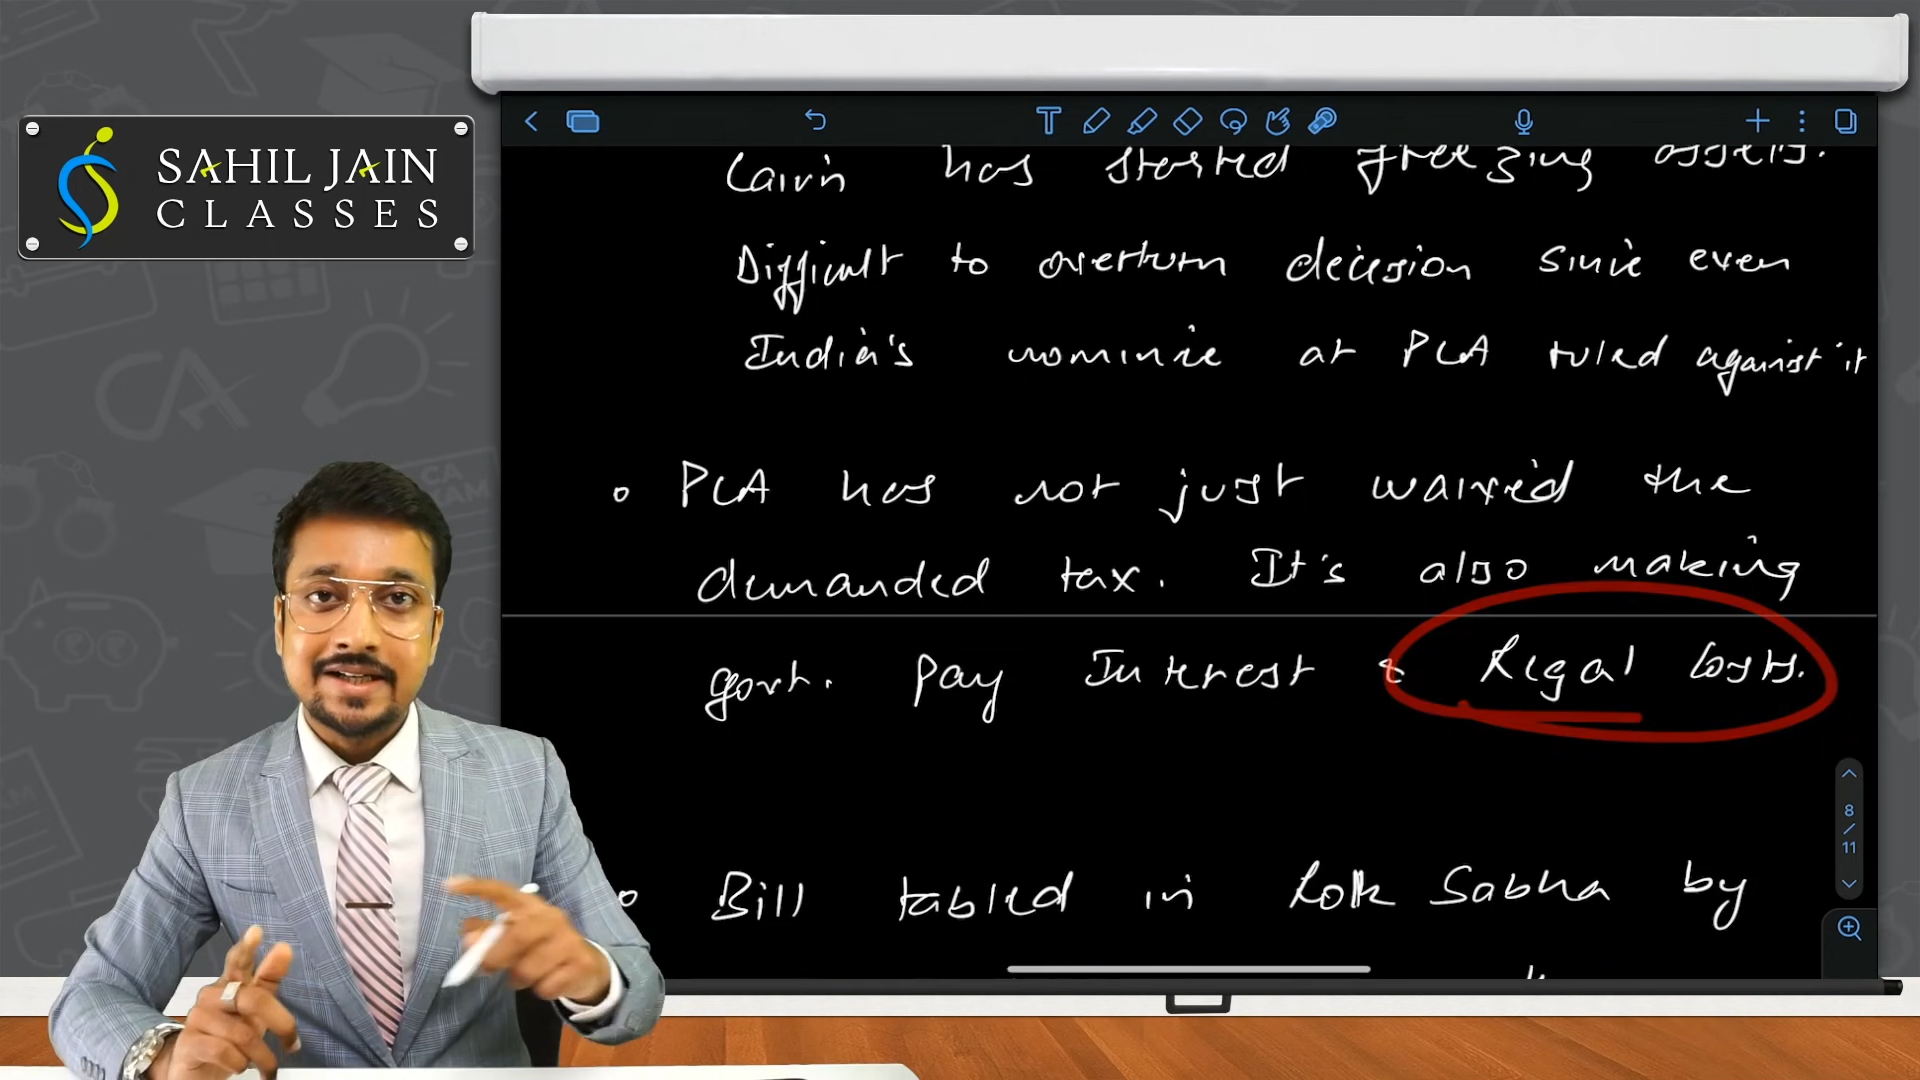 SAHIL JAIN
CLASSES
Cairn has started freezing assets.
Difficult to overturn decision since even
India's nominie at PCA ruled against it
PCA has not just waived the
demanded tax. It's also making
govt. pay Interest & Legal costs.
Bill tabled in Lok Sabha by
8
/
11